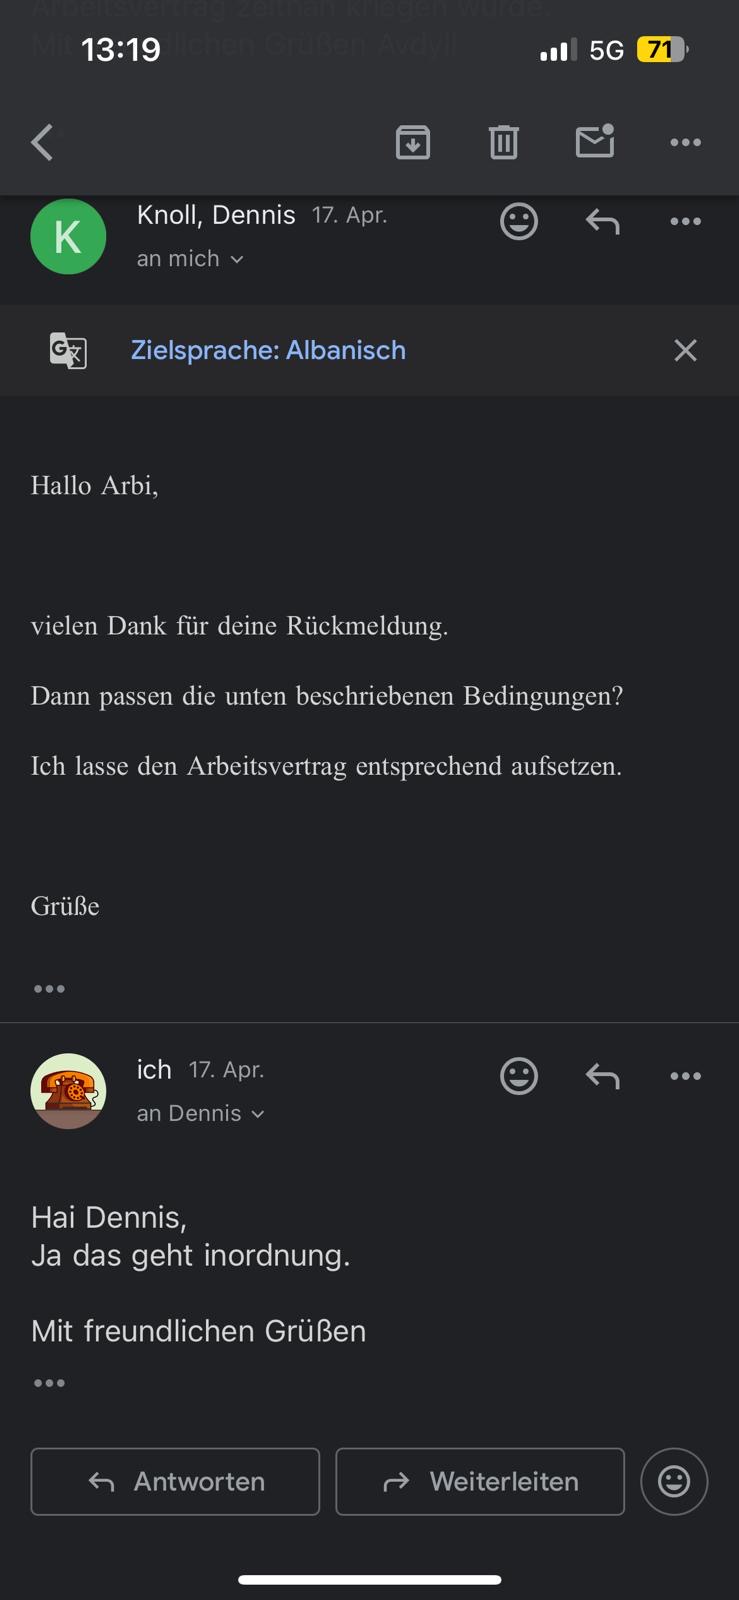 Arbeitsvertrag zeitnah kriegen würde.
Mit freundlichen Grüßen Avdyli
13:19
5G
71
Knoll, Dennis 17. Apr.
an mich
K
Zielsprache: Albanisch
Hallo Arbi,
vielen Dank für deine Rückmeldung.
Dann passen die unten beschriebenen Bedingungen?
Ich lasse den Arbeitsvertrag entsprechend aufsetzen.
Grüße
ich 17. Apr.
an Dennis
Hai Dennis,
Ja das geht inordnung.
Mit freundlichen Grüßen
Antworten
Weiterleiten